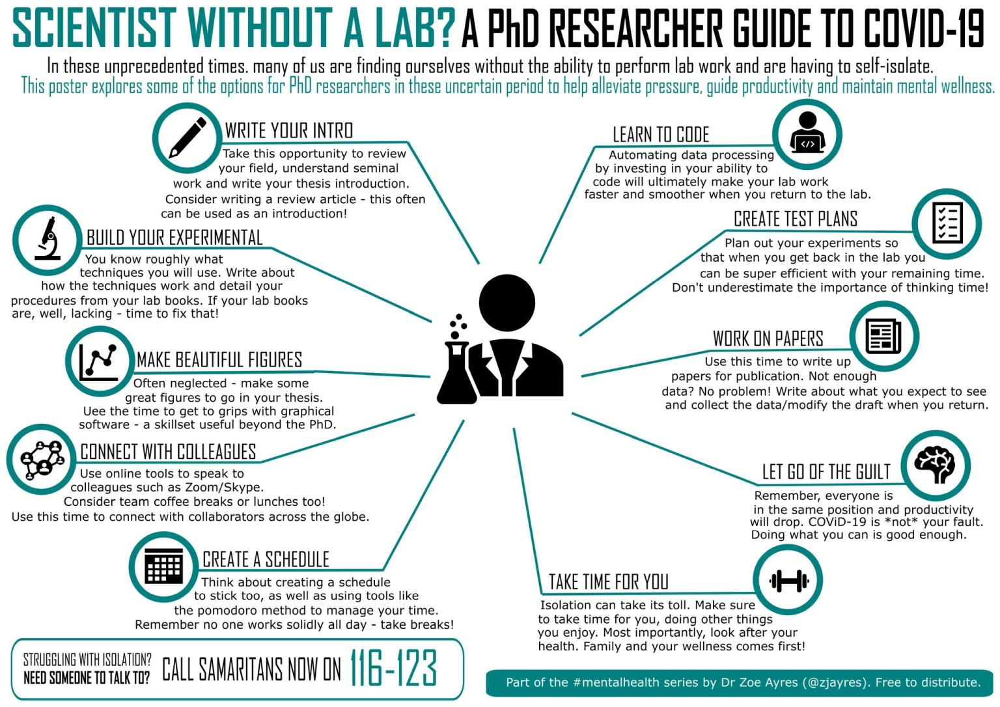 SCIENTIST WITHOUT A LAB? A PhD RESEARCHER GUIDE TO COVID-19
In these unprecedented times. many of us are finding ourselves without the ability to perform lab work and are having to self-isolate.
This poster explores some of the options for PhD researchers in these uncertain period to help alleviate pressure, guide productivity and maintain mental wellness.
WRITE YOUR INTRO
Take this opportunity to review
your field, understand seminal
work and write your thesis introduction.
Consider writing a review article - this often
can be used as an introduction!
BUILD YOUR EXPERIMENTAL
You know roughly what
techniques you will use. Write about
how the techniques work and detail your
procedures from your lab books. If your lab books
are, well, lacking - time to fix that!
MAKE BEAUTIFUL FIGURES
Often neglected - make some
great figures to go in your thesis.
Uee the time to get to grips with graphical
software - a skillset useful beyond the PhD.
CONNECT WITH COLLEAGUES
Use online tools to speak to
colleagues such as Zoom/Skype.
Consider team coffee breaks or lunches too!
Use this time to connect with collaborators across the globe.
CREATE A SCHEDULE
Think about creating a schedule
to stick too, as well as using tools like
the pomodoro method to manage your time.
Remember no one works solidly all day - take breaks!
LEARN TO CODE
</>
Automating data processing
by investing in your ability to
code will ultimately make your lab work
faster and smoother when you return to the lab.
CREATE TEST PLANS
Plan out your experiments so
that when you get back in the lab you
can be super efficient with your remaining time.
Don't underestimate the importance of thinking time!
WORK ON PAPERS
Use this time to write up
papers for publication. Not enough
data? No problem! Write about what you expect to see
and collect the data/modify the draft when you return.
LET GO OF THE GUILT
Remember, everyone is
in the same position and productivity
will drop. COViD-19 is *not* your fault.
Doing what you can is good enough.
TAKE TIME FOR YOU
Isolation can take its toll. Make sure
to take time for you, doing other things
you enjoy. Most importantly, look after your
health. Family and your wellness comes first!
STRUGGLING WITH ISOLATION?
NEED SOMEONE TO TALK TO?
CALL SAMARITANS NOW ON 116-123
Part of the #mentalhealth series by Dr Zoe Ayres (@zjayres). Free to distribute.